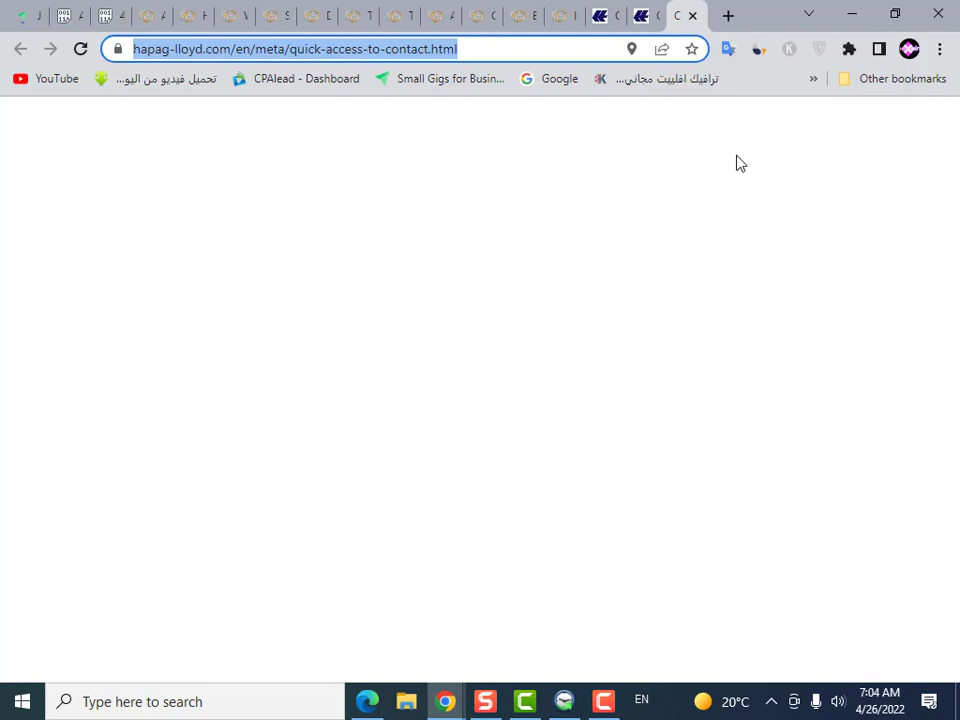 J A 4 A H V S D T T A C E I C C C
hapag-lloyd.com/en/meta/quick-access-to-contact.html
YouTube تحميل فيديو من اليو... CPAlead - Dashboard Small Gigs for Busin... Google ترافيك افلييت مجاني... » Other bookmarks
Type here to search EN 20°C 7:04 AM
4/26/2022